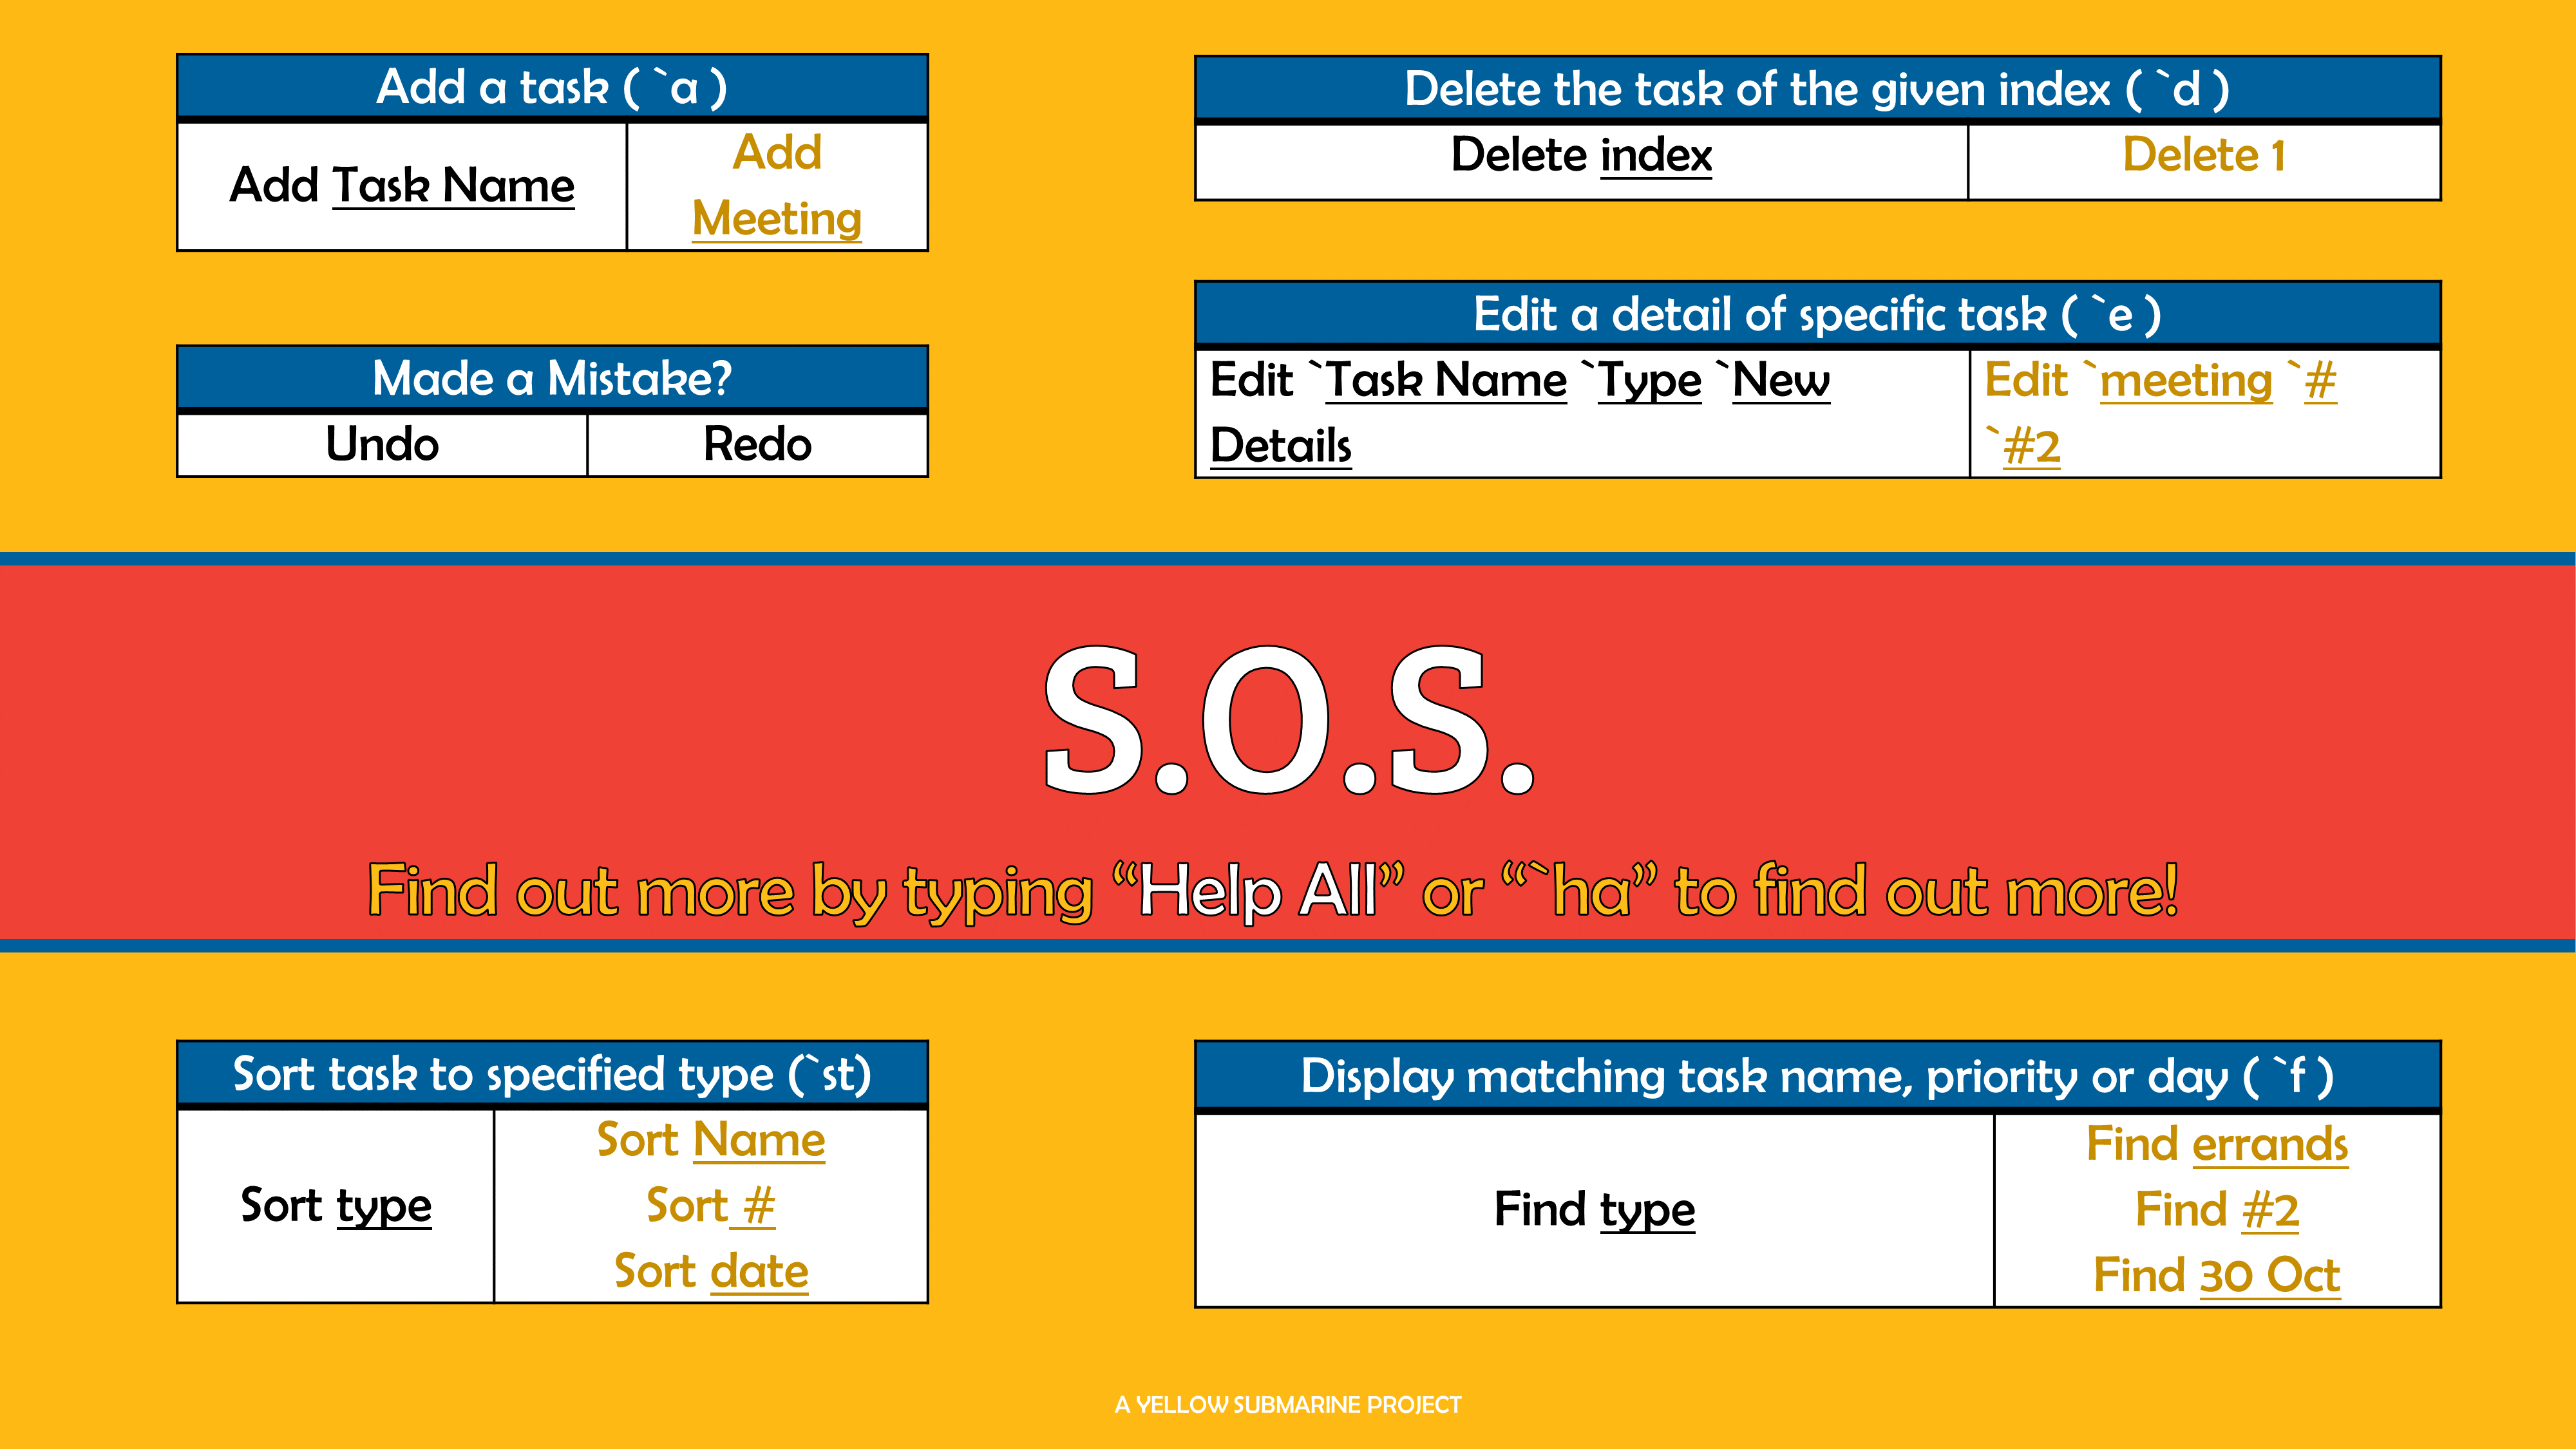 Add a task ( `a )
Add Task Name
Add
Meeting
Delete the task of the given index ( `d )
Delete index
Delete 1
Made a Mistake?
Undo
Redo
Edit a detail of specific task ( `e )
Edit `Task Name `Type `New
Details
Edit `meeting `#
`#2
S.O.S.
Find out more by typing “Help All” or “`ha” to find out more!
Sort task to specified type (`st)
Sort type
Sort Name
Sort #
Sort date
Display matching task name, priority or day ( `f )
Find type
Find errands
Find #2
Find 30 Oct
A YELLOW SUBMARINE PROJECT